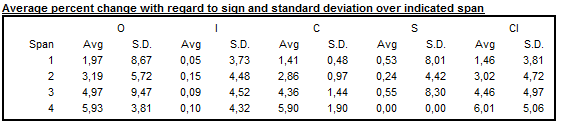 Average percent change with regard to sign and standard deviation over indicated span
O I C S CI
Span Avg S.D. Avg S.D. Avg S.D. Avg S.D. Avg S.D.
1 1,97 8,67 0,05 3,73 1,41 0,48 0,53 8,01 1,46 3,81
2 3,19 5,72 0,15 4,48 2,86 0,97 0,24 4,42 3,02 4,72
3 4,97 9,47 0,09 4,52 4,36 1,44 0,55 8,30 4,46 4,97
4 5,93 3,81 0,10 4,32 5,90 1,90 0,00 0,00 6,01 5,06